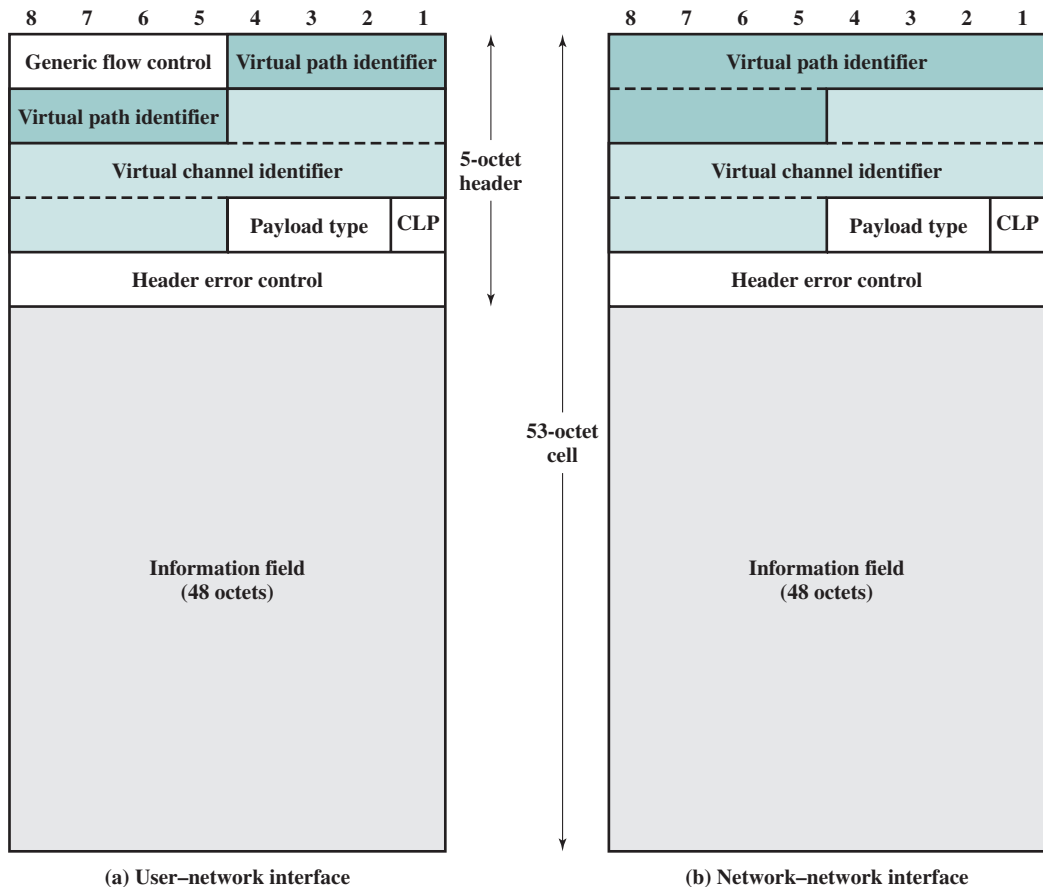 8 7 6 5 4 3 2 1
Generic flow control
Virtual path identifier
Virtual path identifier
Virtual channel identifier
Payload type
CLP
Header error control
Information field
(48 octets)
(a) User–network interface
5-octet
header
53-octet
cell
8 7 6 5 4 3 2 1
Virtual path identifier
Virtual channel identifier
Payload type
CLP
Header error control
Information field
(48 octets)
(b) Network–network interface